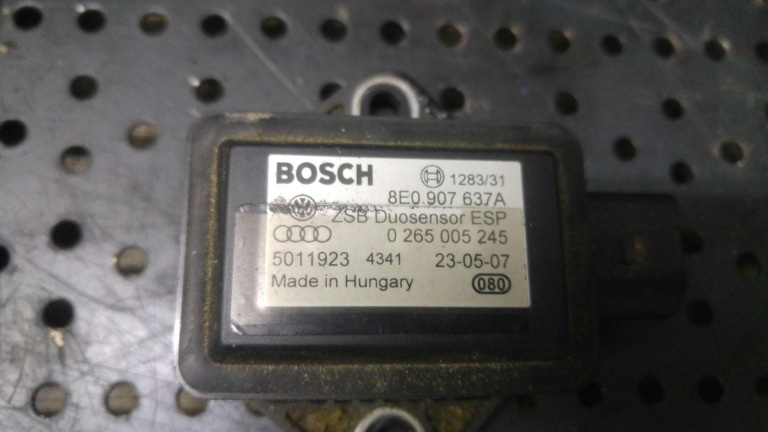 BOSCH 1283/31
8E0 907 637A
ZSB Duosensor ESP
0 265 005 245
5011923 4341 23-05-07
Made in Hungary 080